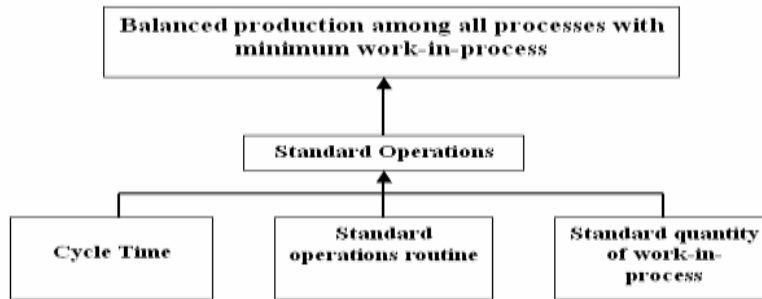 Balanced production among all processes with
minimum work-in-process
Standard Operations
Cycle Time
Standard
operations routine
Standard quantity
of work-in-
process